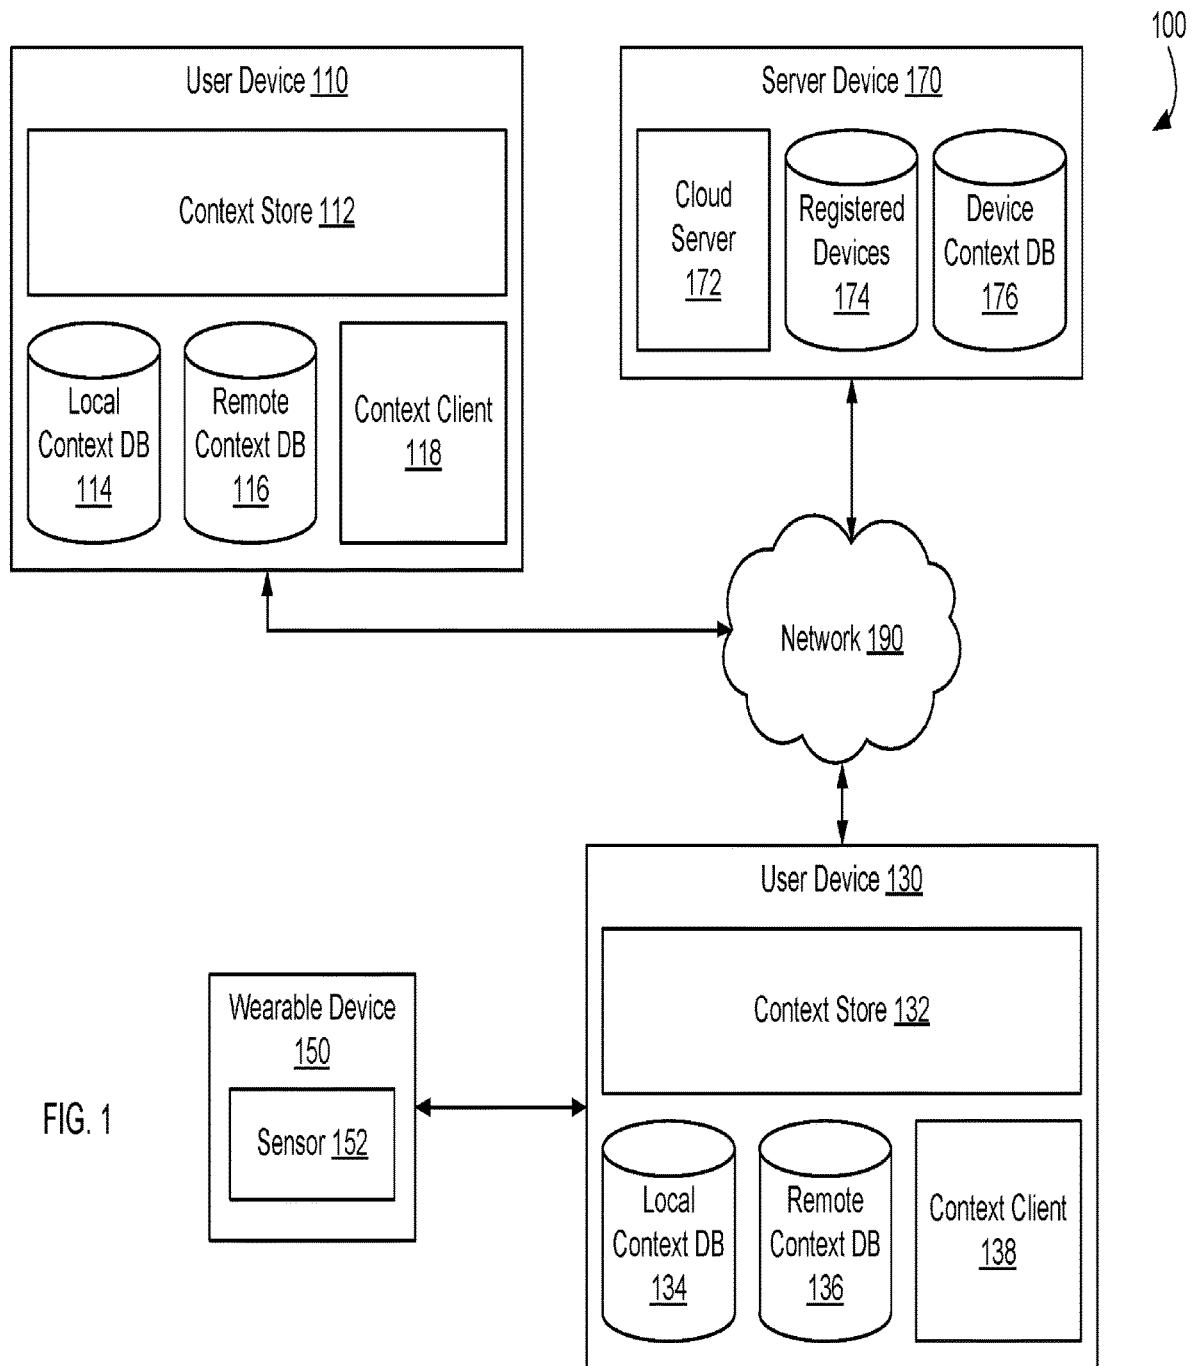 100
User Device 110
Context Store 112
Local
Context DB
114
Remote
Context DB
116
Context Client
118
Server Device 170
Cloud
Server
172
Registered
Devices
174
Device
Context DB
176
Network 190
User Device 130
Context Store 132
Local
Context DB
134
Remote
Context DB
136
Context Client
138
Wearable Device
150
Sensor 152
FIG. 1